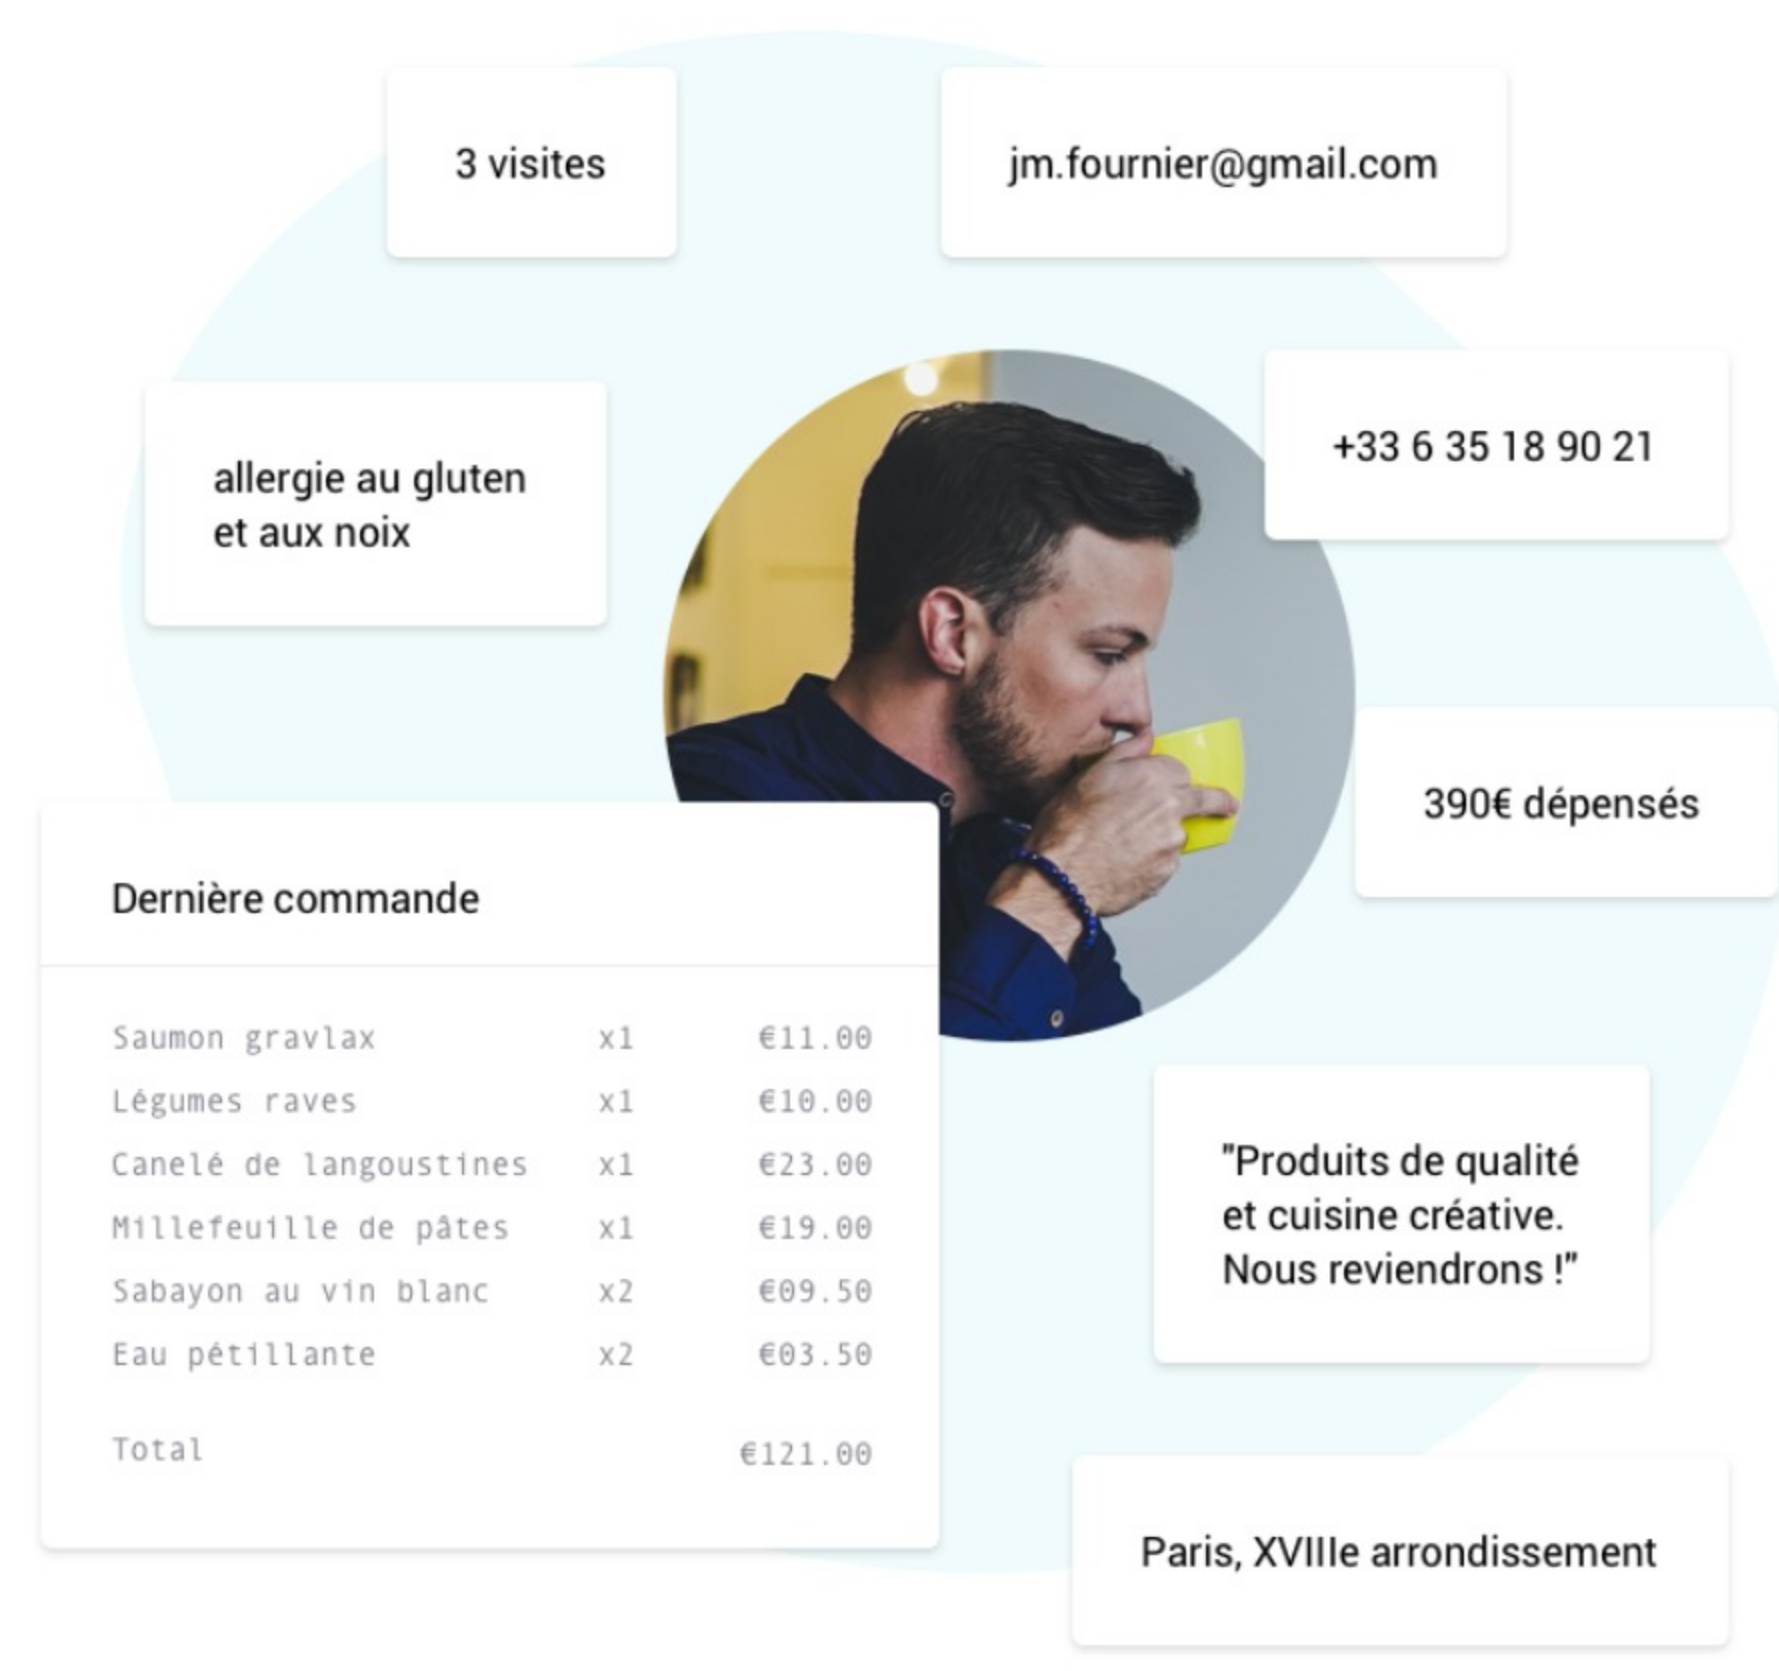 3 visites
jm.fournier@gmail.com
allergie au gluten
et aux noix
+33 6 35 18 90 21
390€ dépensés
Dernière commande
Saumon gravlax x1 €11.00
Légumes raves x1 €10.00
Canelé de langoustines x1 €23.00
Millefeuille de pâtes x1 €19.00
Sabayon au vin blanc x2 €09.50
Eau pétillante x2 €03.50
Total €121.00
"Produits de qualité
et cuisine créative.
Nous reviendrons !"
Paris, XVIIIe arrondissement